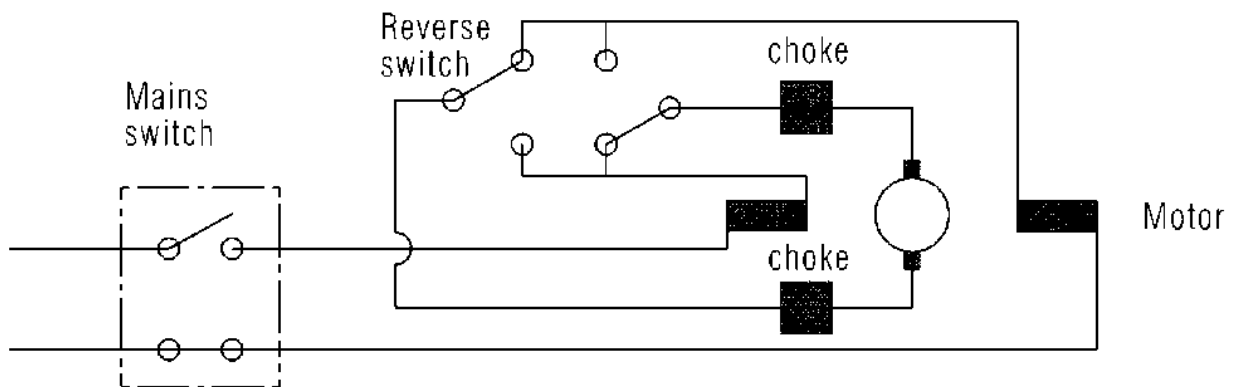 Reverse
switch
choke
Mains
switch
Motor
choke